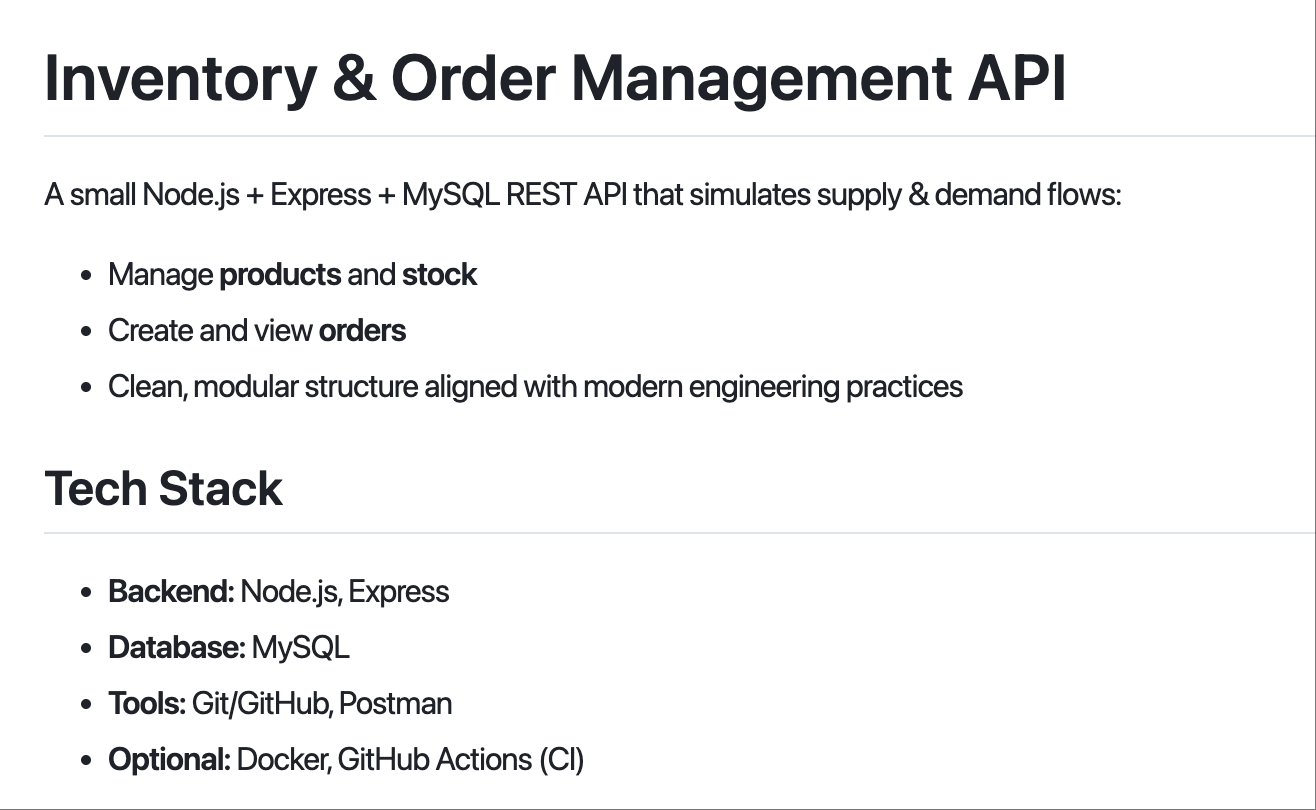 Inventory & Order Management API
A small Node.js + Express + MySQL REST API that simulates supply & demand flows:
• Manage products and stock
• Create and view orders
• Clean, modular structure aligned with modern engineering practices
Tech Stack
• Backend: Node.js, Express
• Database: MySQL
• Tools: Git/GitHub, Postman
• Optional: Docker, GitHub Actions (CI)